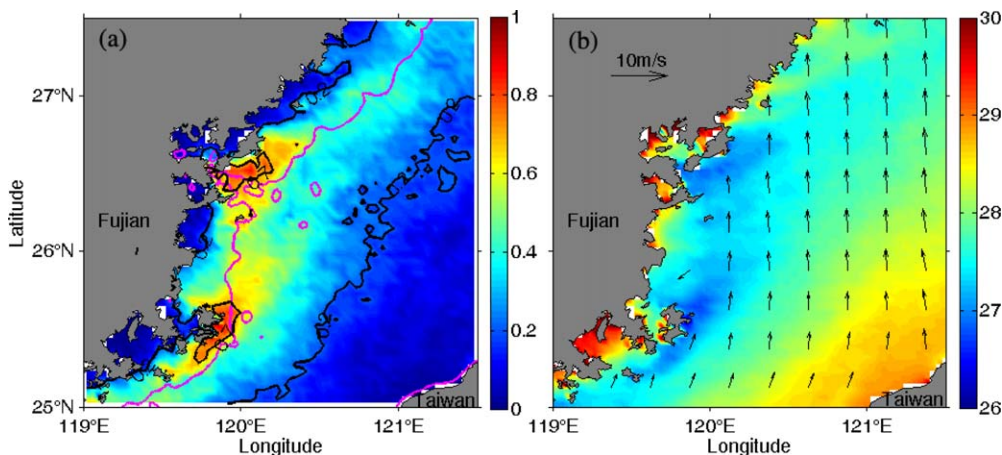 (a)
Fujian
Taiwan
Latitude
27°N
26°N
25°N
119°E
120°E
121°E
Longitude
1
0.8
0.6
0.4
0.2
0
(b)
10m/s
Fujian
Taiwan
119°E
120°E
121°E
Longitude
30
29
28
27
26